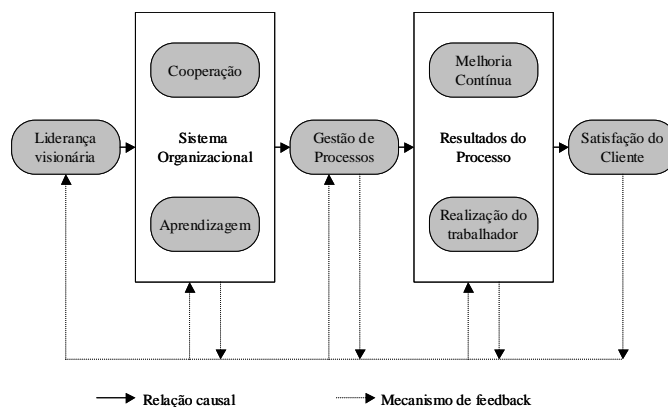 Cooperação
Melhoria
Contínua
Liderança
visionária
Sistema
Organizacional
Gestão de
Processos
Resultados do
Processo
Satisfação do
Cliente
Aprendizagem
Realização do
trabalhador
Relação causal
Mecanismo de feedback